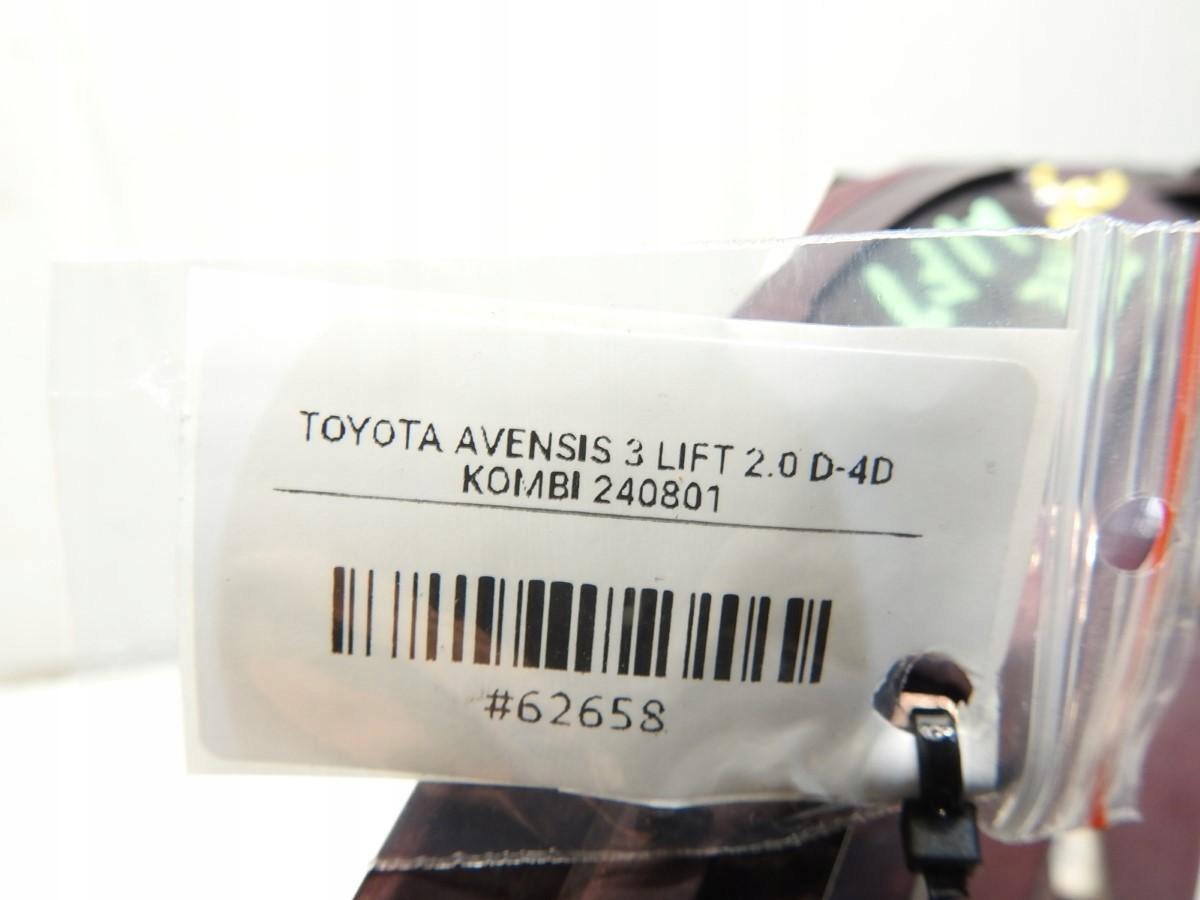 TOYOTA AVENSIS 3 LIFT 2.0 D-4D
KOMBI 240801
#62658